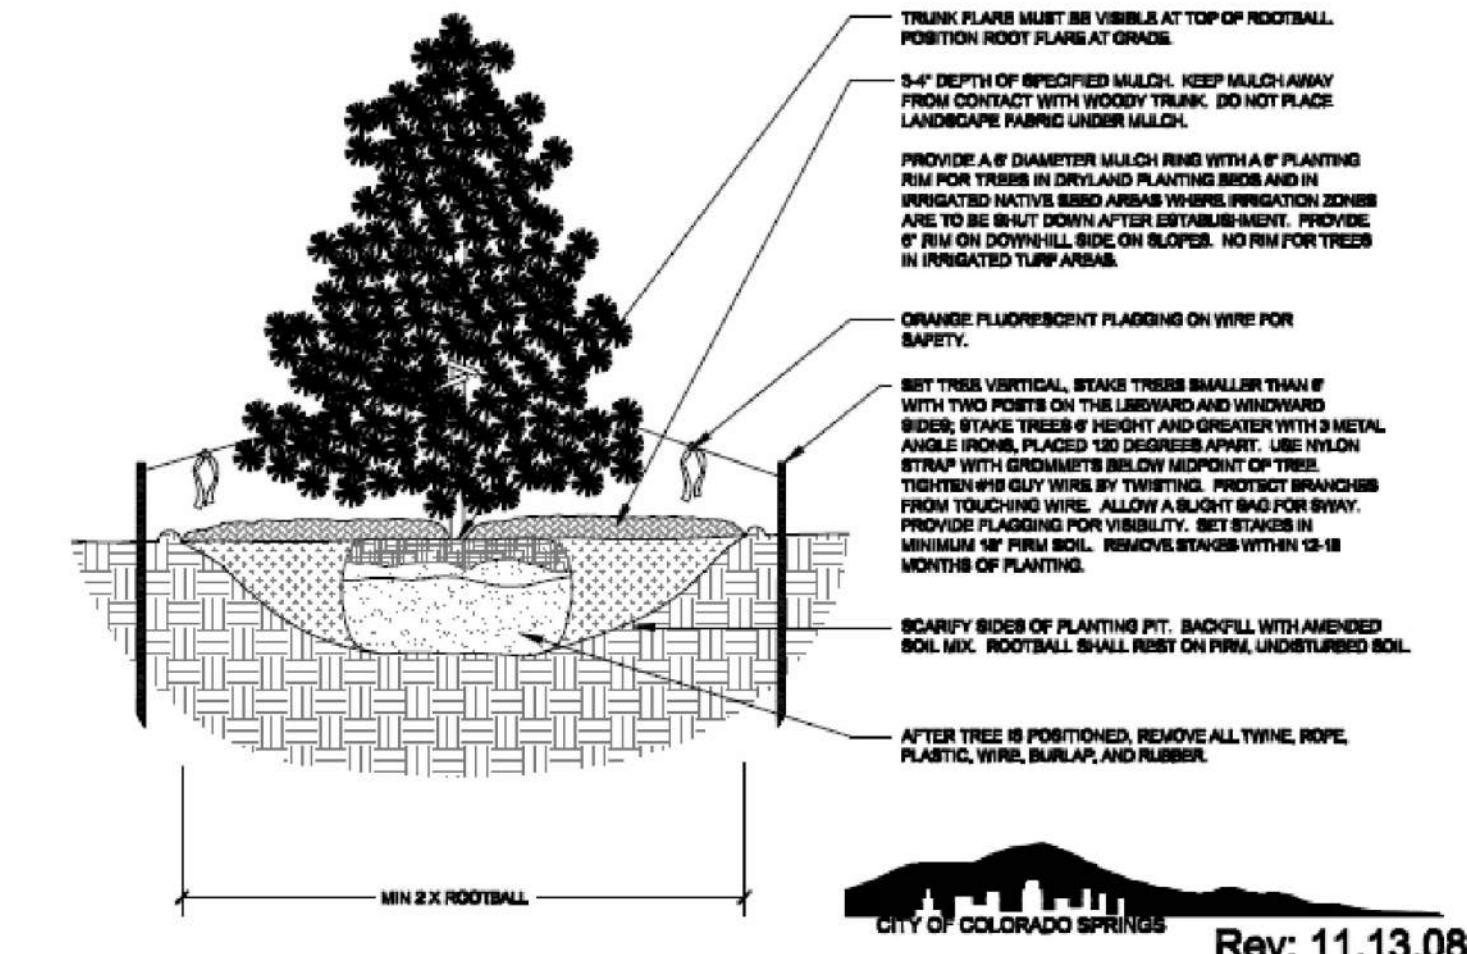 TRUNK FLARE MUST BE VISIBLE AT TOP OF ROOTBALL.
POSITION ROOT FLARE AT GRADE.
3-4" DEPTH OF SPECIFIED MULCH. KEEP MULCH AWAY
FROM CONTACT WITH WOODY TRUNK. DO NOT PLACE
LANDSCAPE FABRIC UNDER MULCH.
PROVIDE A 6' DIAMETER MULCH RING WITH A 6" PLANTING
RIM FOR TREES IN DRYLAND PLANTING BEDS AND IN
IRRIGATED NATIVE SEED AREAS WHERE IRRIGATION ZONES
ARE TO BE SHUT DOWN AFTER ESTABLISHMENT. PROVIDE
6" RIM ON DOWNHILL SIDE ON SLOPES. NO RIM FOR TREES
IN IRRIGATED TURF AREAS.
ORANGE FLUORESCENT FLAGGING ON WIRE FOR
SAFETY.
SET TREE VERTICAL, STAKE TREES SMALLER THAN 6'
WITH TWO POSTS ON THE LEEWARD AND WINDWARD
SIDES; STAKE TREES 6' HEIGHT AND GREATER WITH 3 METAL
ANGLE IRONS, PLACED 120 DEGREES APART. USE NYLON
STRAP WITH GROMMETS BELOW MIDPOINT OF TREE.
TIGHTEN #10 GUY WIRE BY TWISTING. PROTECT BRANCHES
FROM TOUCHING WIRE. ALLOW A SLIGHT SAG FOR SWAY.
PROVIDE FLAGGING FOR VISIBILITY. SET STAKES IN
MINIMUM 18" FIRM SOIL. REMOVE STAKES WITHIN 12-18
MONTHS OF PLANTING.
SCARIFY SIDES OF PLANTING PIT. BACKFILL WITH AMENDED
SOIL MIX. ROOTBALL SHALL REST ON FIRM, UNDISTURBED SOIL.
AFTER TREE IS POSITIONED, REMOVE ALL TWINE, ROPE,
PLASTIC, WIRE, BURLAP, AND RUBBER.
MIN 2 X ROOTBALL
CITY OF COLORADO SPRINGS
Rev: 11.13.08